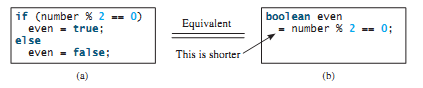 if (number % 2 == 0)
  even = true;
else
  even = false;
(a)
Equivalent
This is shorter
boolean even
  = number % 2 == 0;
(b)